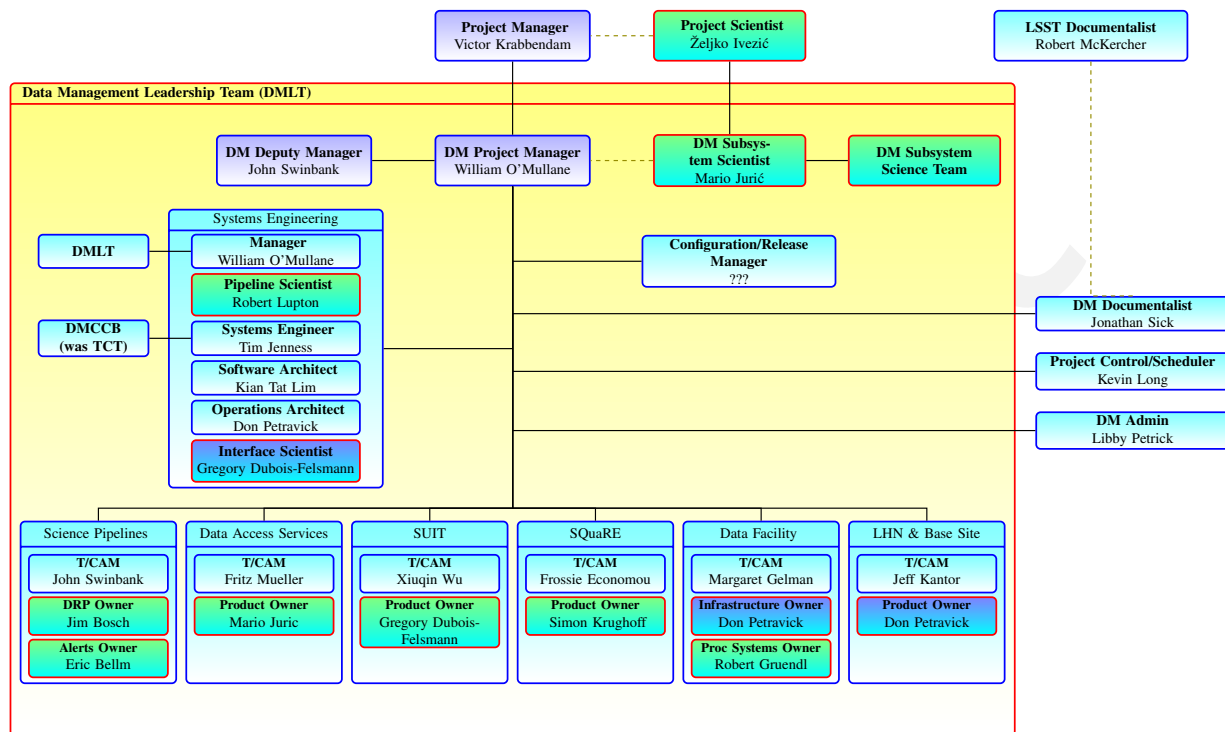 Project Manager
Victor Krabbendam
Project Scientist
Željko Ivezić
LSST Documentalist
Robert McKercher
Data Management Leadership Team (DMLT)
DM Deputy Manager
John Swinbank
DM Project Manager
William O'Mullane
DM Subsys-
tem Scientist
Mario Jurić
DM Subsystem
Science Team
Systems Engineering
DMLT
Manager
William O'Mullane
Configuration/Release
Manager
???
Pipeline Scientist
Robert Lupton
DM Documentalist
Jonathan Sick
DMCCB
(was TCT)
Systems Engineer
Tim Jenness
Software Architect
Kian Tat Lim
Project Control/Scheduler
Kevin Long
Operations Architect
Don Petravick
DM Admin
Libby Petrick
Interface Scientist
Gregory Dubois-Felsmann
Science Pipelines
T/CAM
John Swinbank
DRP Owner
Jim Bosch
Alerts Owner
Eric Bellm
Data Access Services
T/CAM
Fritz Mueller
Product Owner
Mario Juric
SUIT
T/CAM
Xiuqin Wu
Product Owner
Gregory Dubois-
Felsmann
SQuaRE
T/CAM
Frossie Economou
Product Owner
Simon Krughoff
Data Facility
T/CAM
Margaret Gelman
Infrastructure Owner
Don Petravick
Proc Systems Owner
Robert Gruendl
LHN & Base Site
T/CAM
Jeff Kantor
Product Owner
Don Petravick